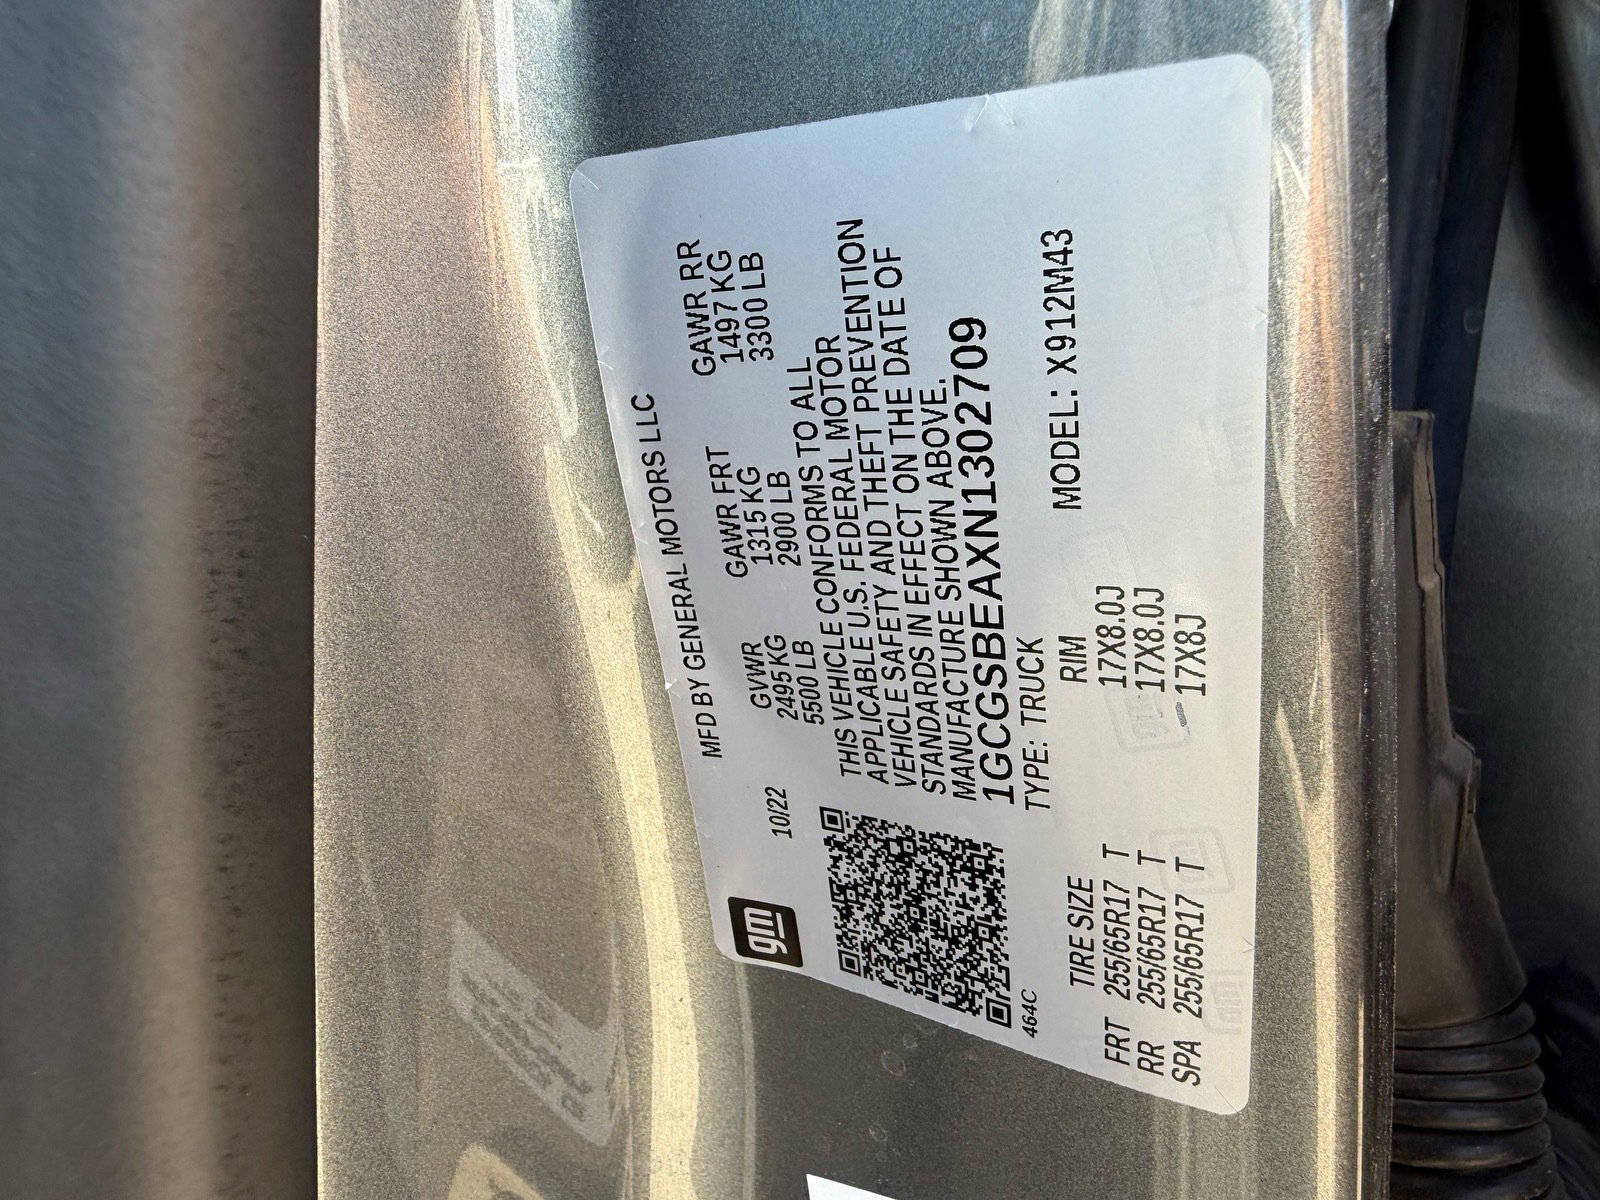 gm
MFD BY GENERAL MOTORS LLC
10/22
GVWR GAWR FRT GAWR RR
2495 KG 1315 KG 1497 KG
5500 LB 2900 LB 3300 LB
THIS VEHICLE CONFORMS TO ALL
APPLICABLE U.S. FEDERAL MOTOR
VEHICLE SAFETY AND THEFT PREVENTION
STANDARDS IN EFFECT ON THE DATE OF
MANUFACTURE SHOWN ABOVE.
1GCGSBEAXN1302709
464C
TYPE: TRUCK
MODEL: X912M43
TIRE SIZE RIM
FRT 255/65R17 T 17X8.0J
RR 255/65R17 T 17X8.0J
SPA 255/65R17 T 17X8J